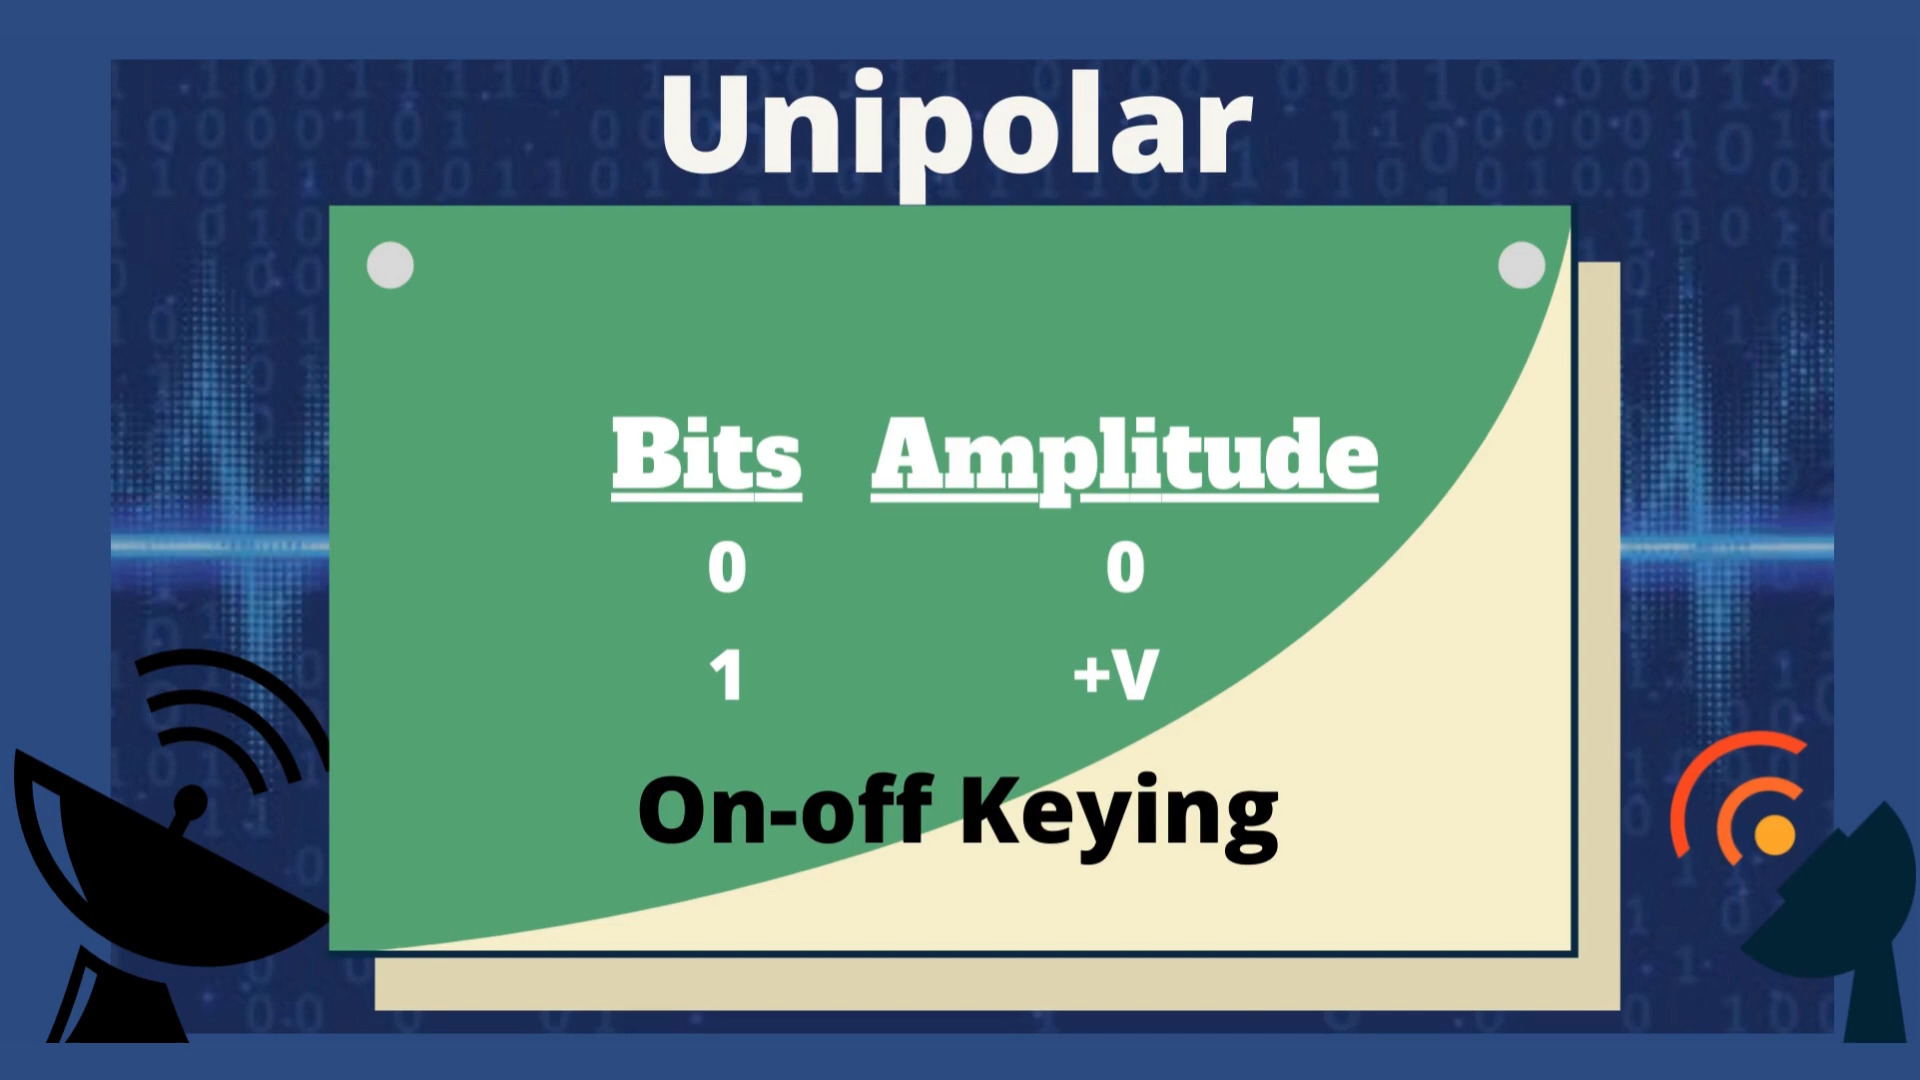 Unipolar
Bits Amplitude
0 0
1 +V
On-off Keying